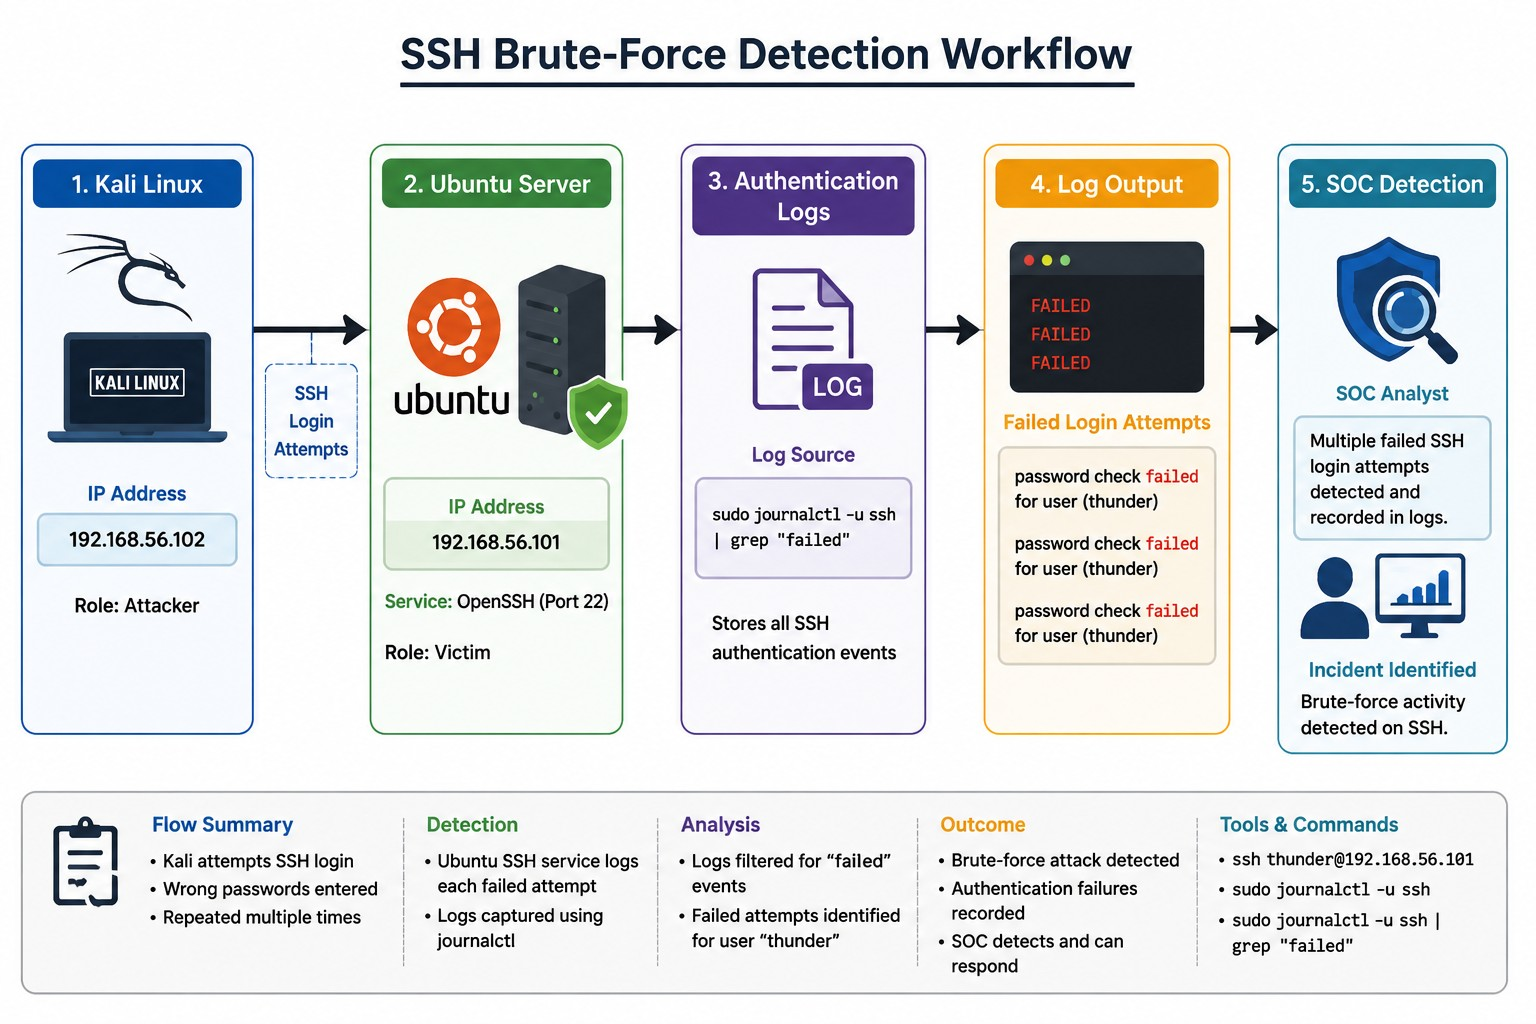 SSH Brute-Force Detection Workflow
1. Kali Linux
KALI LINUX
IP Address
192.168.56.102
Role: Attacker
SSH
Login
Attempts
2. Ubuntu Server
ubuntu
IP Address
192.168.56.101
Service: OpenSSH (Port 22)
Role: Victim
3. Authentication
Logs
LOG
Log Source
sudo journalctl -u ssh
| grep "failed"
Stores all SSH
authentication events
4. Log Output
FAILED
FAILED
FAILED
Failed Login Attempts
password check failed
for user (thunder)
password check failed
for user (thunder)
password check failed
for user (thunder)
5. SOC Detection
SOC Analyst
Multiple failed SSH
login attempts
detected and
recorded in logs.
Incident Identified
Brute-force activity
detected on SSH.
Flow Summary
• Kali attempts SSH login
• Wrong passwords entered
• Repeated multiple times
Detection
• Ubuntu SSH service logs
each failed attempt
• Logs captured using
journalctl
Analysis
• Logs filtered for “failed”
events
• Failed attempts identified
for user “thunder”
Outcome
• Brute-force attack detected
• Authentication failures
recorded
• SOC detects and can
respond
Tools & Commands
• ssh thunder@192.168.56.101
• sudo journalctl -u ssh
• sudo journalctl -u ssh |
grep "failed"